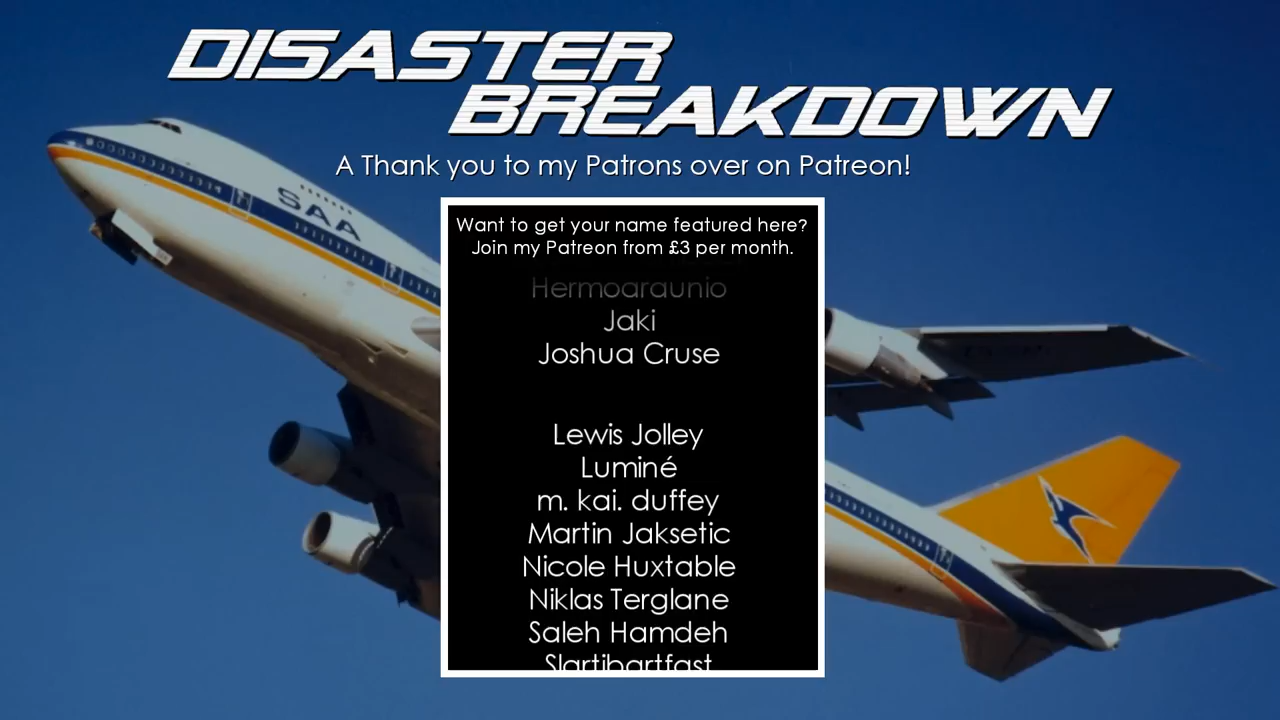 DISASTER
BREAKDOWN
A Thank you to my Patrons over on Patreon!
Want to get your name featured here?
Join my Patreon from £3 per month.
SAA
Hermoaraunio
Jaki
Joshua Cruse
Lewis Jolley
Luminé
m. kai. duffey
Martin Jaksetic
Nicole Huxtable
Niklas Terglane
Saleh Hamdeh
Slartibartfast